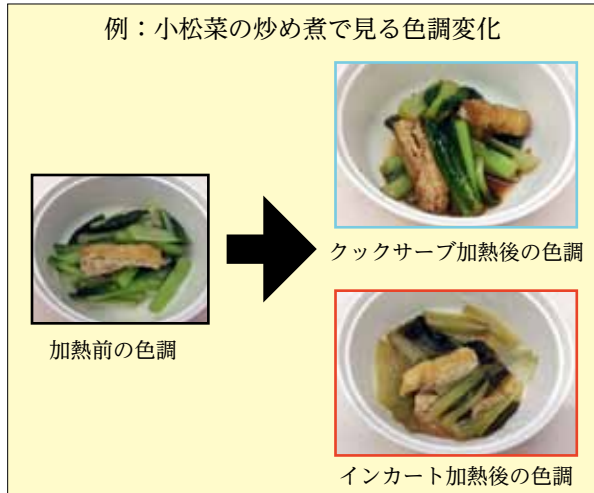 例：小松菜の炒め煮で見る色調変化
クックサーブ加熱後の色調
加熱前の色調
インカート加熱後の色調